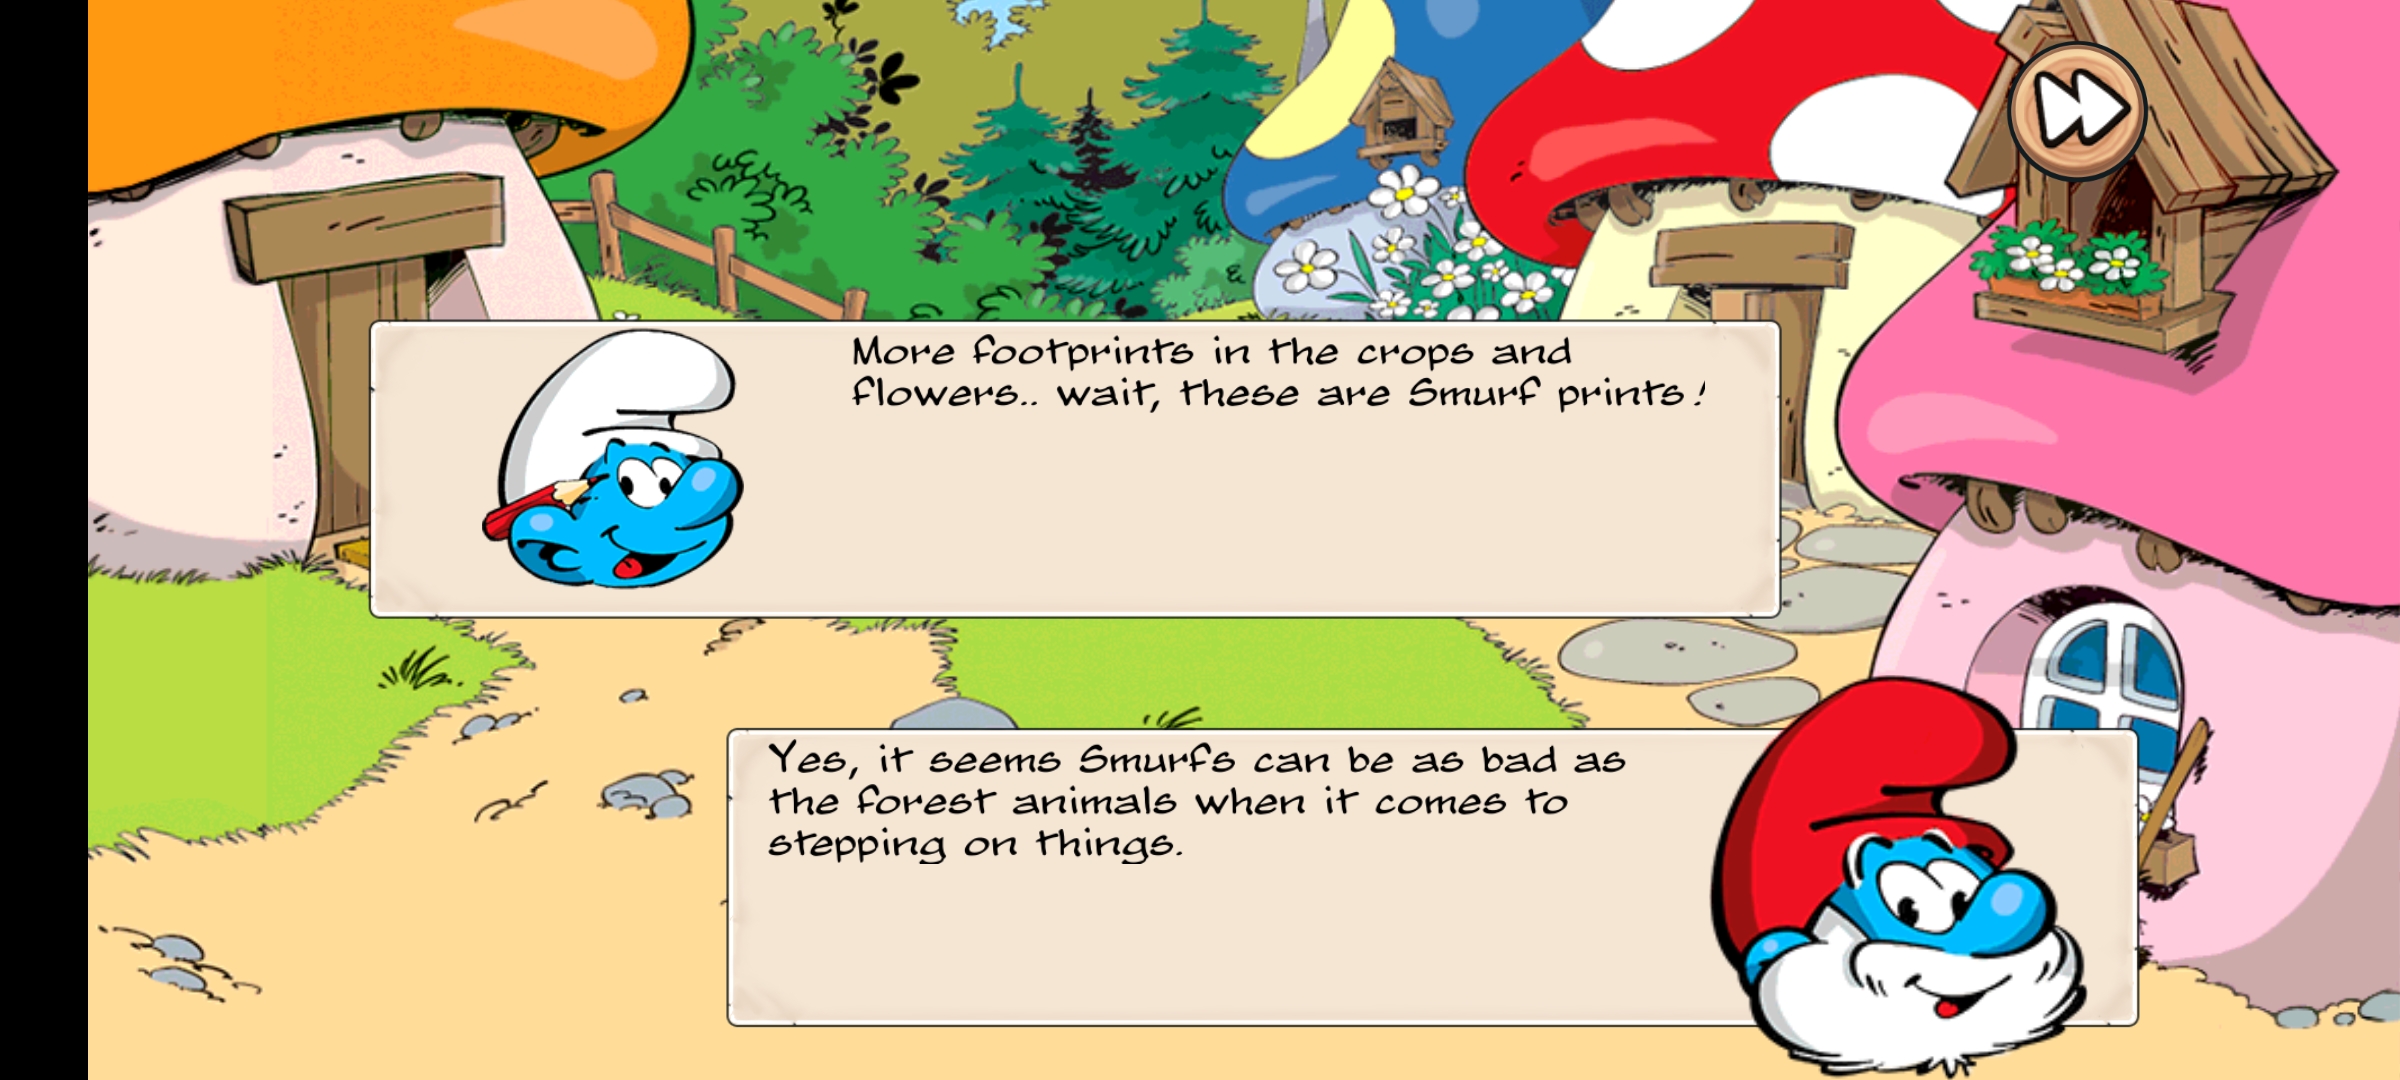 More footprints in the crops and
flowers.. wait, these are Smurf prints!
Yes, it seems Smurfs can be as bad as
the forest animals when it comes to
stepping on things.